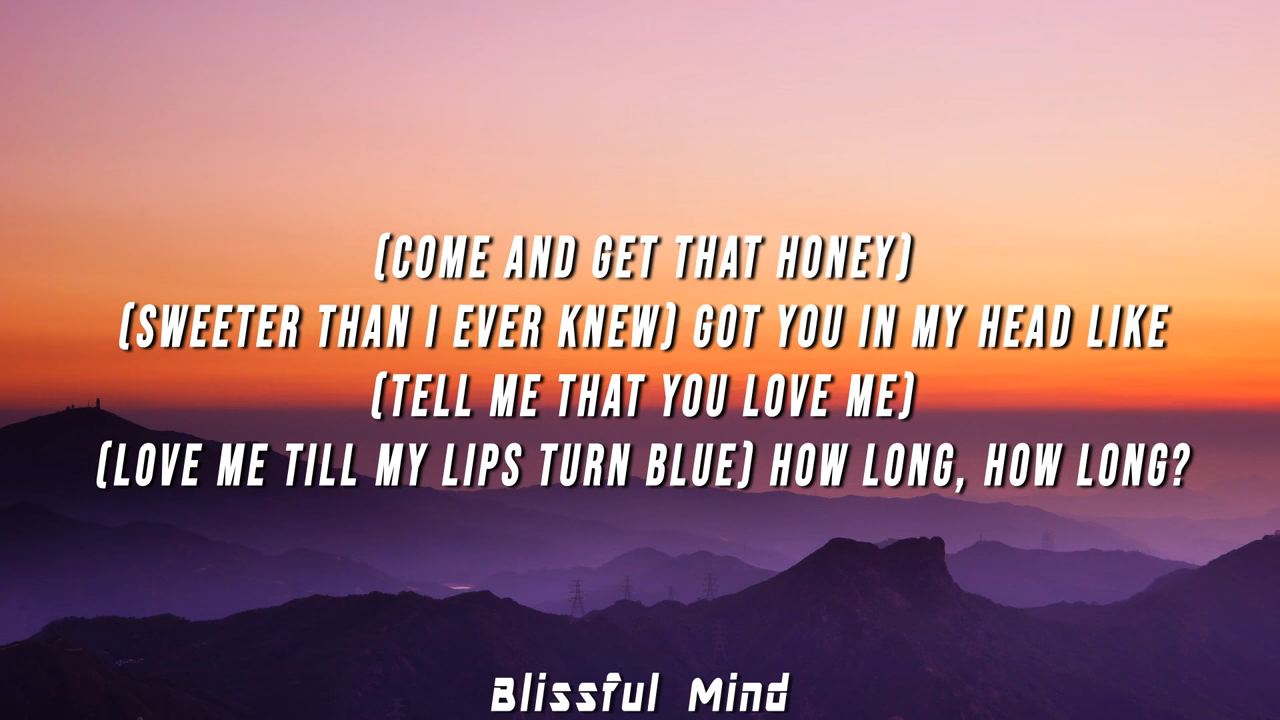 (COME AND GET THAT HONEY)
(SWEETER THAN I EVER KNEW) GOT YOU IN MY HEAD LIKE
(TELL ME THAT YOU LOVE ME)
(LOVE ME TILL MY LIPS TURN BLUE) HOW LONG, HOW LONG?
Blissful Mind